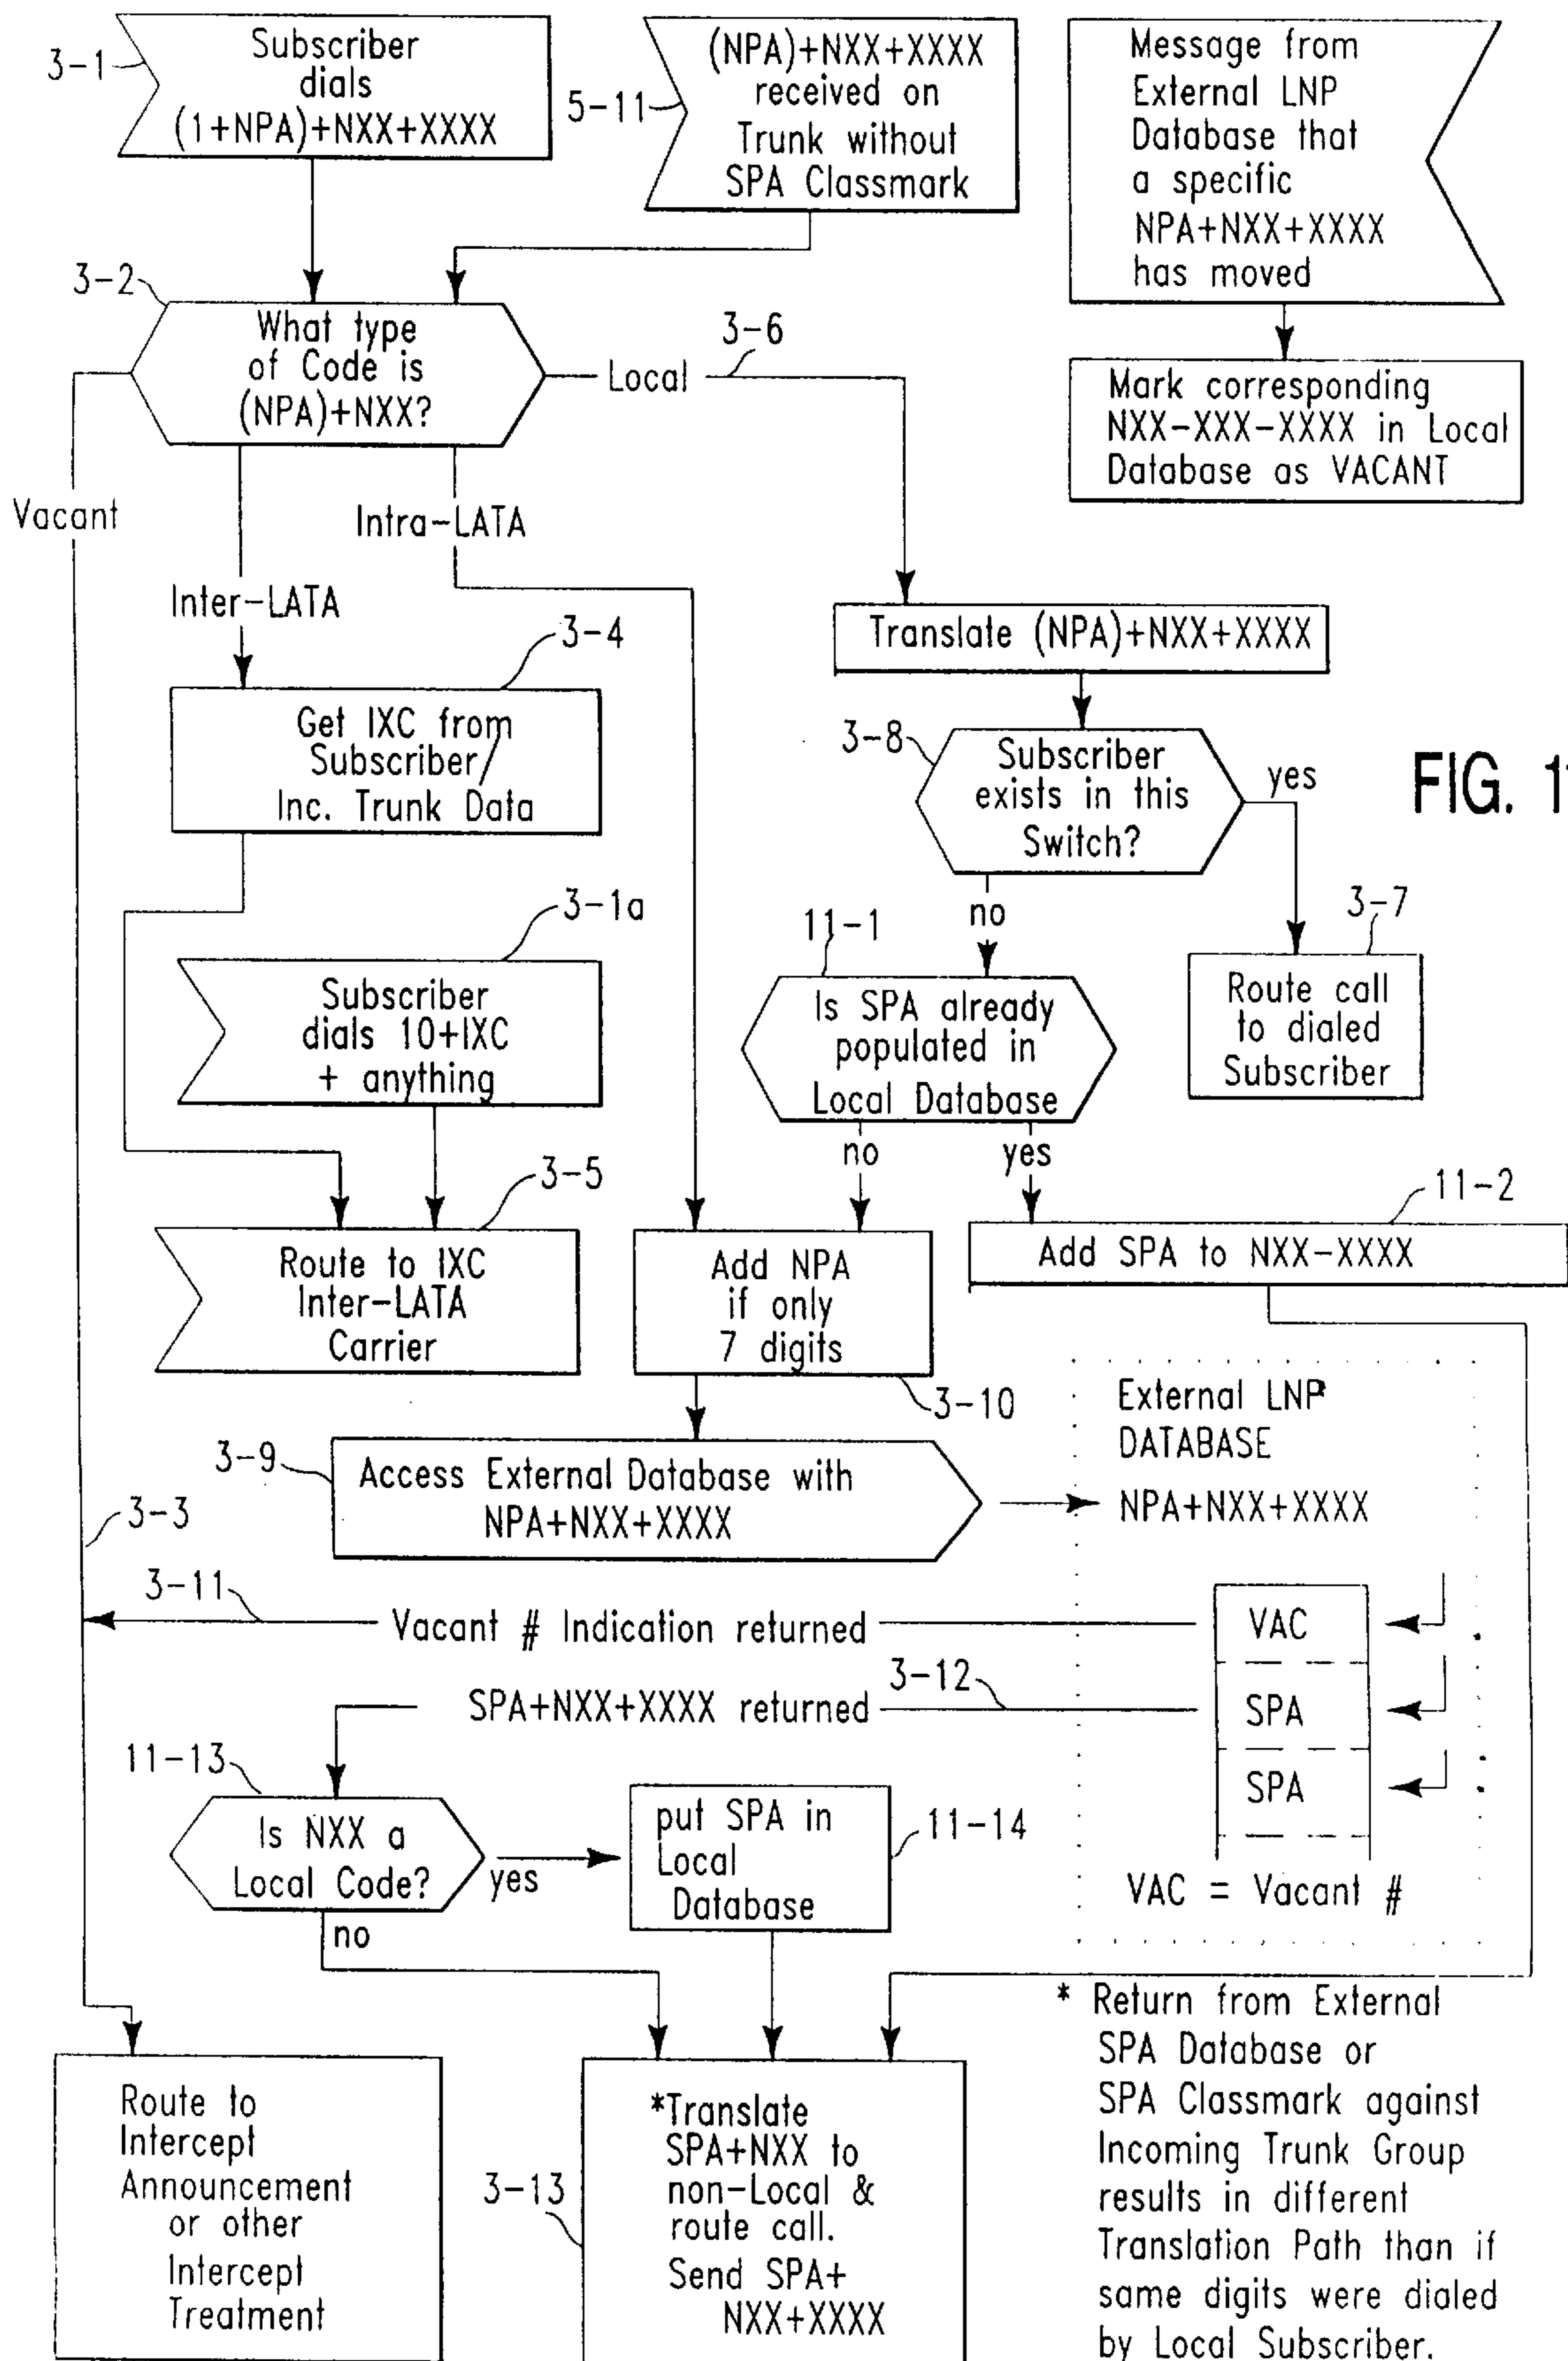 3-1
Subscriber
dials
(1+NPA)+NXX+XXXX
5-11
(NPA)+NXX+XXXX
received on
Trunk without
SPA Classmark
Message from
External LNP
Database that
a specific
NPA+NXX+XXXX
has moved
3-2
What type
of Code is
(NPA)+NXX?
Local
3-6
Mark corresponding
NXX-XXX-XXXX in Local
Database as VACANT
Vacant
Intra-LATA
Inter-LATA
Translate (NPA)+NXX+XXXX
3-4
Get IXC from
Subscriber/
Inc. Trunk Data
3-8
Subscriber
exists in this
Switch?
yes
FIG. 1
no
3-7
Route call
to dialed
Subscriber
3-1a
Subscriber
dials 10+IXC
+ anything
11-1
Is SPA already
populated in
Local Database
no
yes
3-5
Route to IXC
Inter-LATA
Carrier
Add NPA
if only
7 digits
3-10
11-2
Add SPA to NXX-XXXX
External LNP*
DATABASE
3-9
Access External Database with
NPA+NXX+XXXX
NPA+NXX+XXXX
3-3
3-11
Vacant # Indication returned
VAC
3-12
SPA+NXX+XXXX returned
SPA
SPA
11-13
Is NXX a
Local Code?
yes
no
put SPA in
Local
Database
11-14
VAC = Vacant #
Route to
Intercept
Announcement
or other
Intercept
Treatment
3-13
*Translate
SPA+NXX to
non-Local &
route call.
Send SPA+
NXX+XXXX
* Return from External
SPA Database or
SPA Classmark against
Incoming Trunk Group
results in different
Translation Path than if
same digits were dialed
by Local Subscriber.